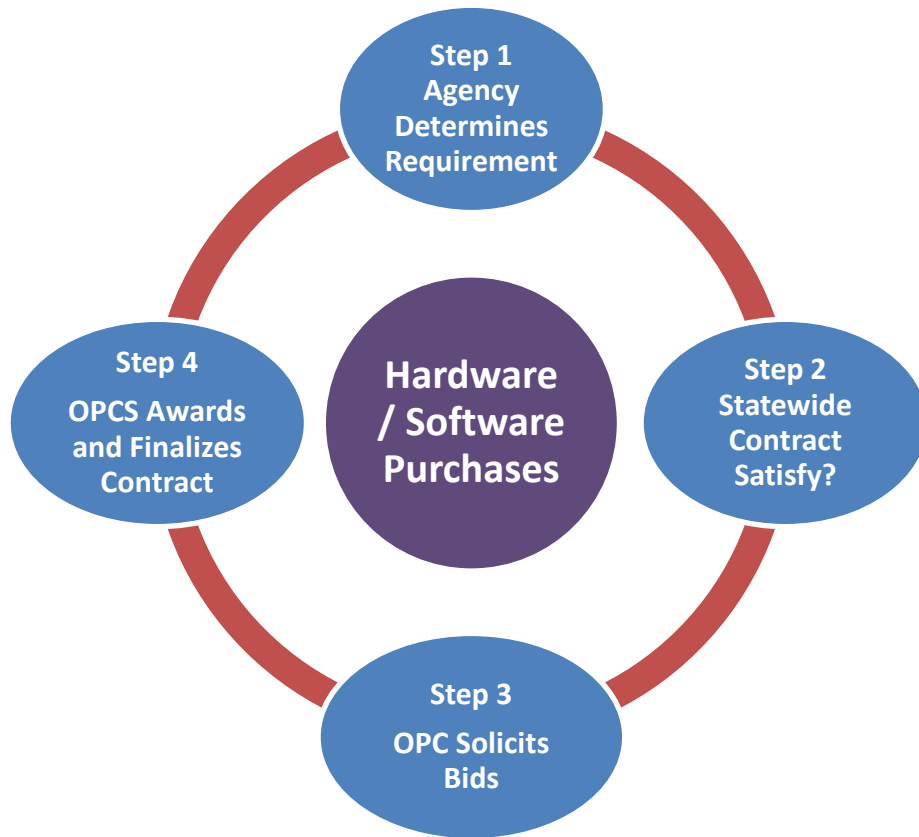 Step 1
Agency
Determines
Requirement
Step 2
Statewide
Contract
Satisfy?
Step 3
OPC Solicits
Bids
Step 4
OPCS Awards
and Finalizes
Contract
Hardware
/ Software
Purchases